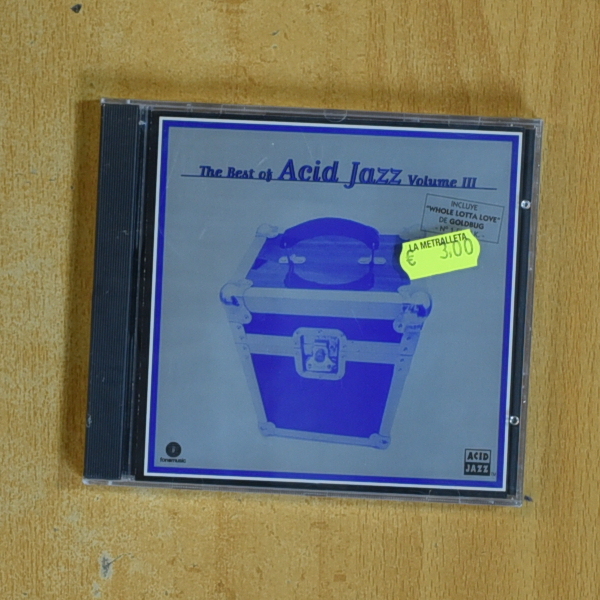 The Best of Acid Jazz Volume III
INCLUYE
"WHOLE LOTTA LOVE"
DE GOLDBUG
LA METRALLETA
€ 3,00
ACID
JAZZ